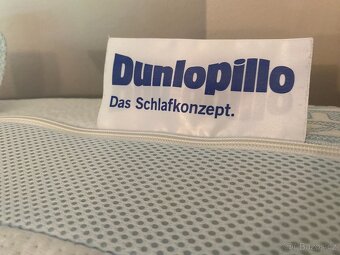 Dunlopillo
Das Schlafkonzept.